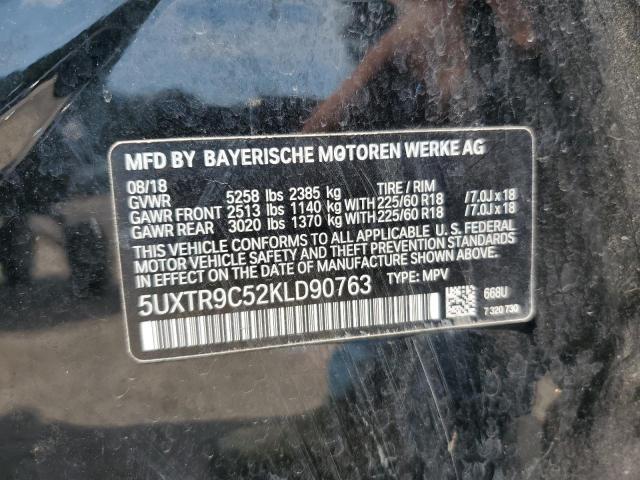 MFD BY BAYERISCHE MOTOREN WERKE AG
08/18
GVWR 5258 lbs 2385 kg TIRE / RIM
GAWR FRONT 2513 lbs 1140 kg WITH 225/60 R18 /7.0J x 18
GAWR REAR 3020 lbs 1370 kg WITH 225/60 R18 /7.0J x 18
THIS VEHICLE CONFORMS TO ALL APPLICABLE U. S. FEDERAL
MOTOR VEHICLE SAFETY AND THEFT PREVENTION STANDARDS
IN EFFECT ON THE DATE OF MANUFACTURE SHOWN ABOVE.
5UXTR9C52KLD90763 TYPE: MPV
668U
7 320 730